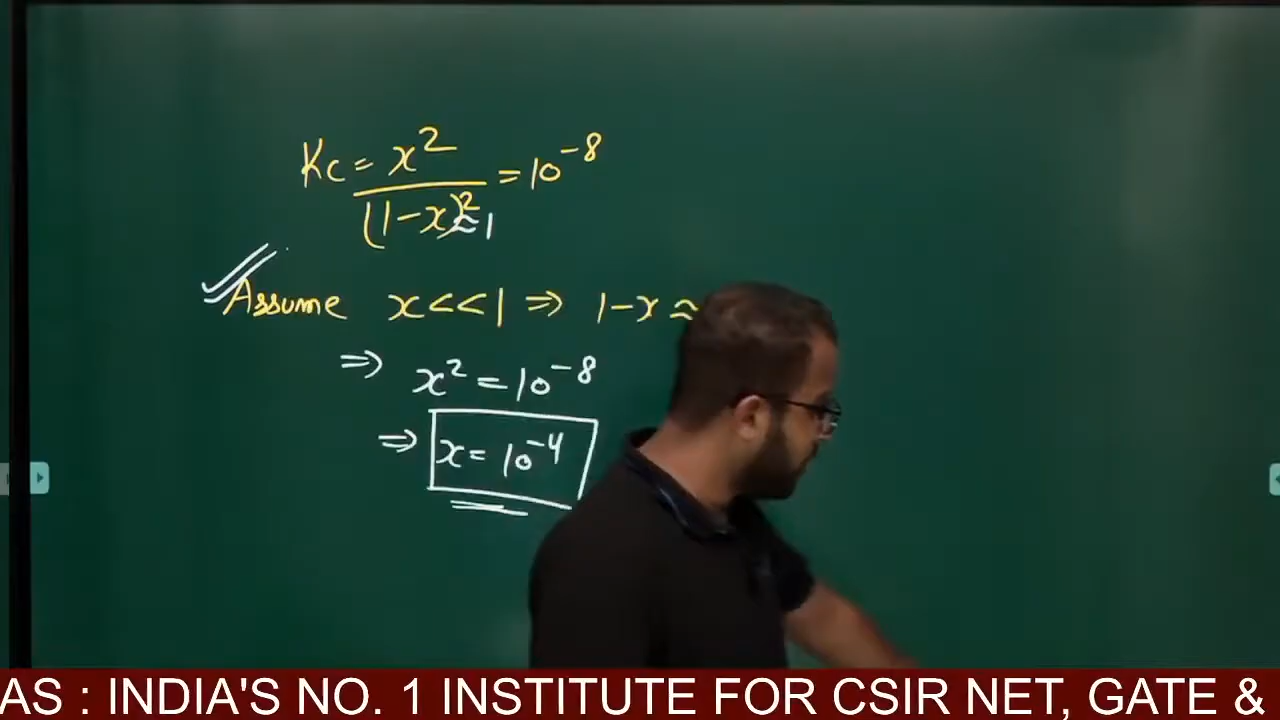 Kc = x² / (1-x)² ≈ 1 = 10⁻⁸
Assume x << 1 ⇒ 1-x ≈
⇒ x² = 10⁻⁸
⇒ x = 10⁻⁴
AS : INDIA'S NO. 1 INSTITUTE FOR CSIR NET, GATE &